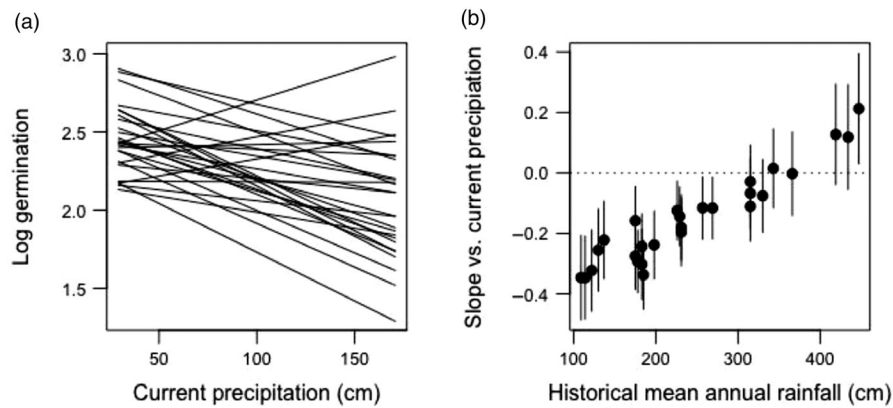 (a)
3.0
2.5
2.0
1.5
Log germination
50 100 150
Current precipitation (cm)
(b)
0.4
0.2
0.0
−0.2
−0.4
Slope vs. current precipiation
100 200 300 400
Historical mean annual rainfall (cm)